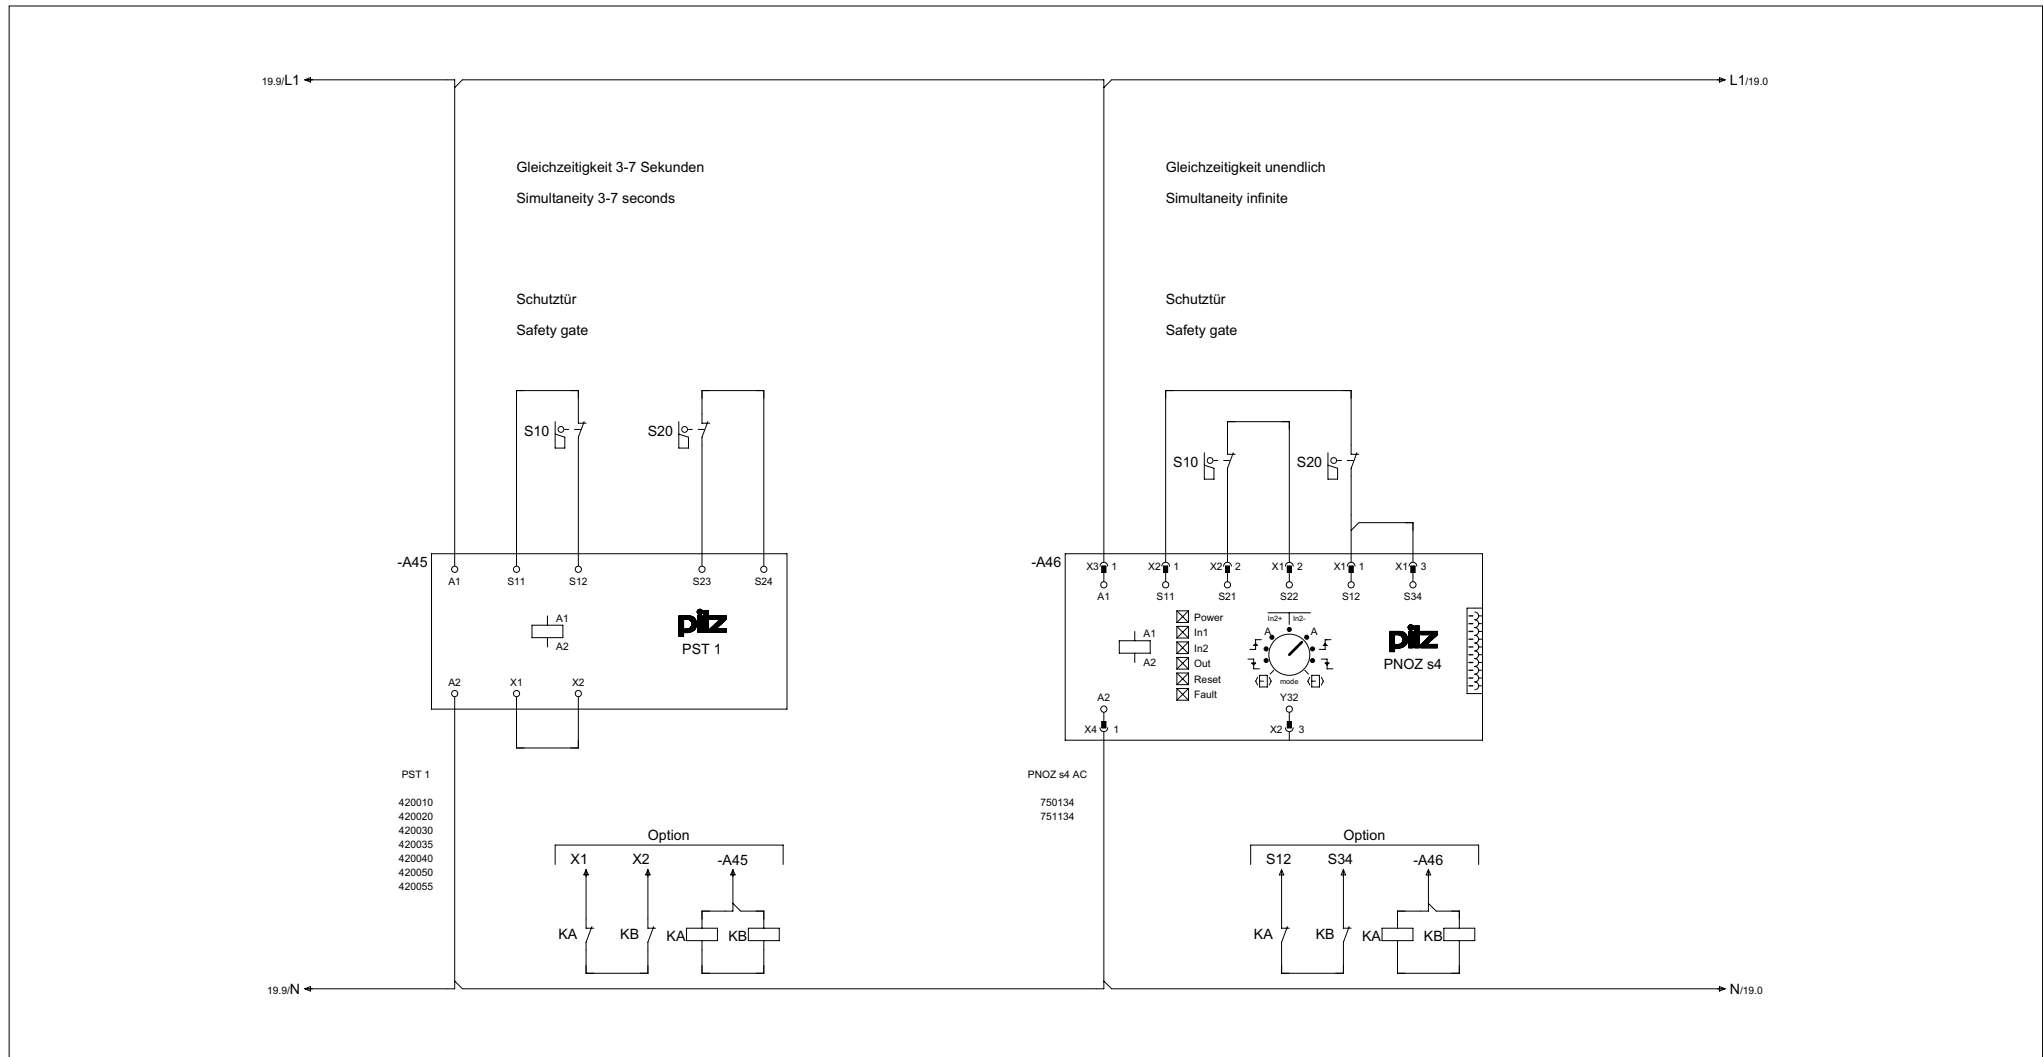 19.9/L1
L1/19.0
Gleichzeitigkeit 3-7 Sekunden
Simultaneity 3-7 seconds
Gleichzeitigkeit unendlich
Simultaneity infinite
Schutztür
Safety gate
Schutztür
Safety gate
S10
S20
S10
S20
-A45
A1
S11
S12
S23
S24
A1
A2
pilz
PST 1
A2
X1
X2
-A46
X3 1
X2 1
X2 2
X1 2
X1 1
X1 3
A1
S11
S21
S22
S12
S34
A1
A2
Power
In1
In2
Out
Reset
Fault
In2+
In2-
A
A
mode
pilz
PNOZ s4
A2
Y32
X4 1
X2 3
PST 1
420010
420020
420030
420035
420040
420050
420055
PNOZ s4 AC
750134
751134
Option
X1
X2
-A45
KA
KB
KA
KB
Option
S12
S34
-A46
KA
KB
KA
KB
19.9/N
N/19.0